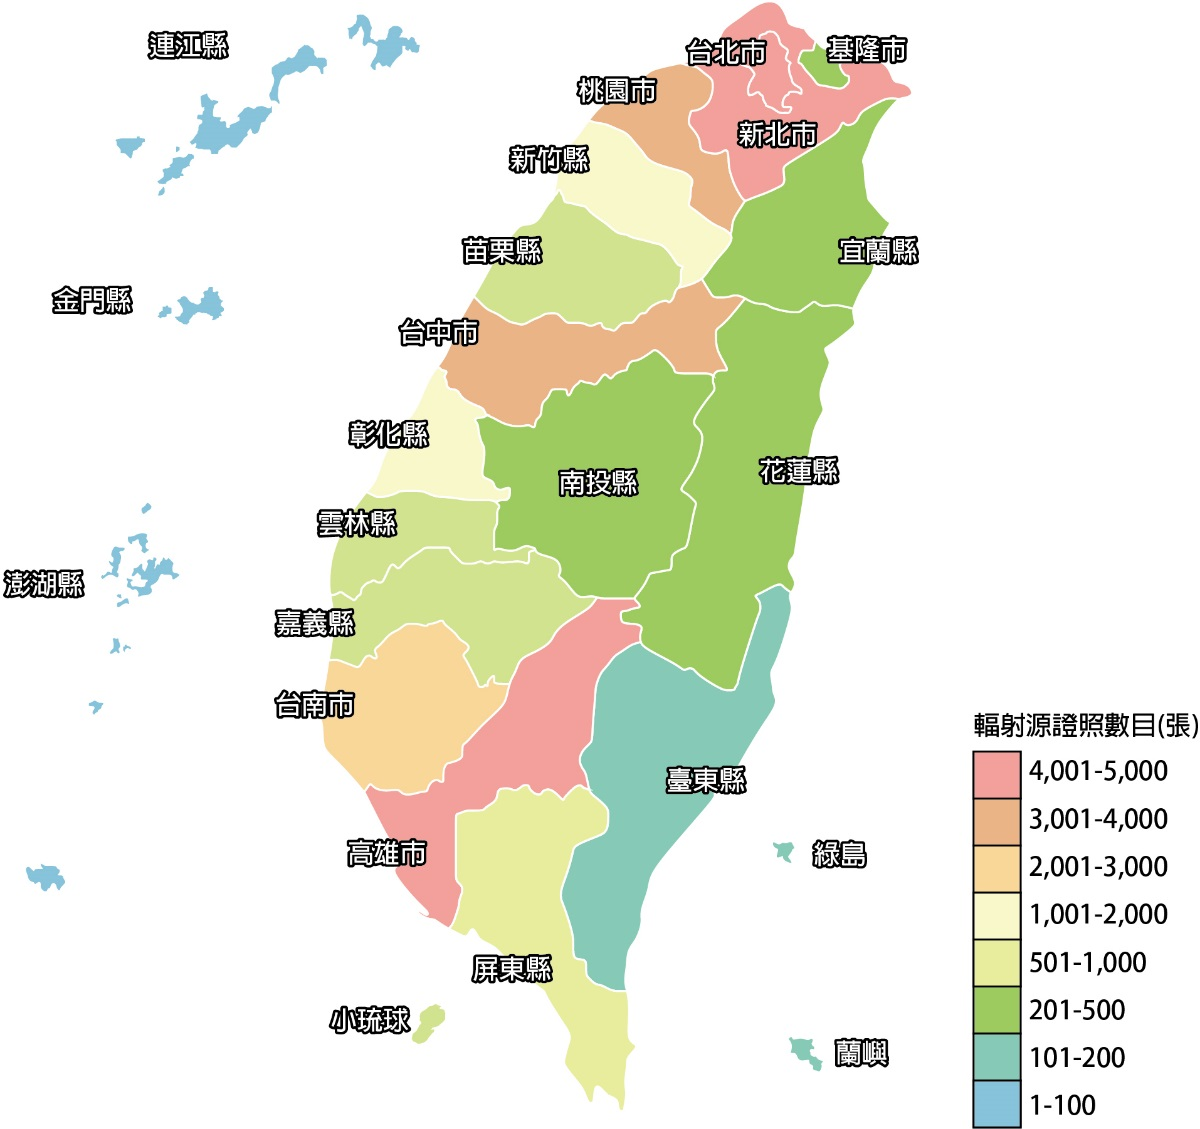 連江縣
台北市
基隆市
桃園市
新北市
新竹縣
苗栗縣
宜蘭縣
金門縣
台中市
彰化縣
花蓮縣
南投縣
雲林縣
澎湖縣
嘉義縣
台南市
臺東縣
高雄市
綠島
屏東縣
小琉球
蘭嶼
輻射源證照數目(張)
4,001-5,000
3,001-4,000
2,001-3,000
1,001-2,000
501-1,000
201-500
101-200
1-100